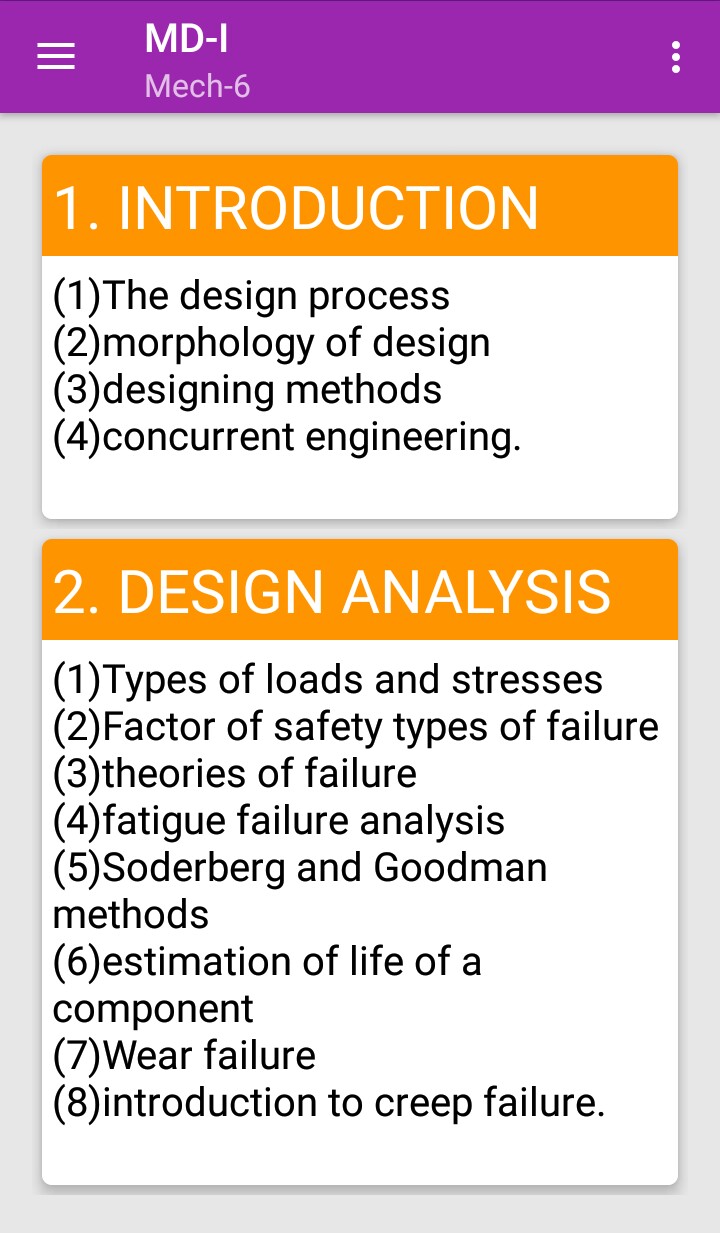 MD-I
Mech-6
1. INTRODUCTION
(1)The design process
(2)morphology of design
(3)designing methods
(4)concurrent engineering.
2. DESIGN ANALYSIS
(1)Types of loads and stresses
(2)Factor of safety types of failure
(3)theories of failure
(4)fatigue failure analysis
(5)Soderberg and Goodman
methods
(6)estimation of life of a
component
(7)Wear failure
(8)introduction to creep failure.